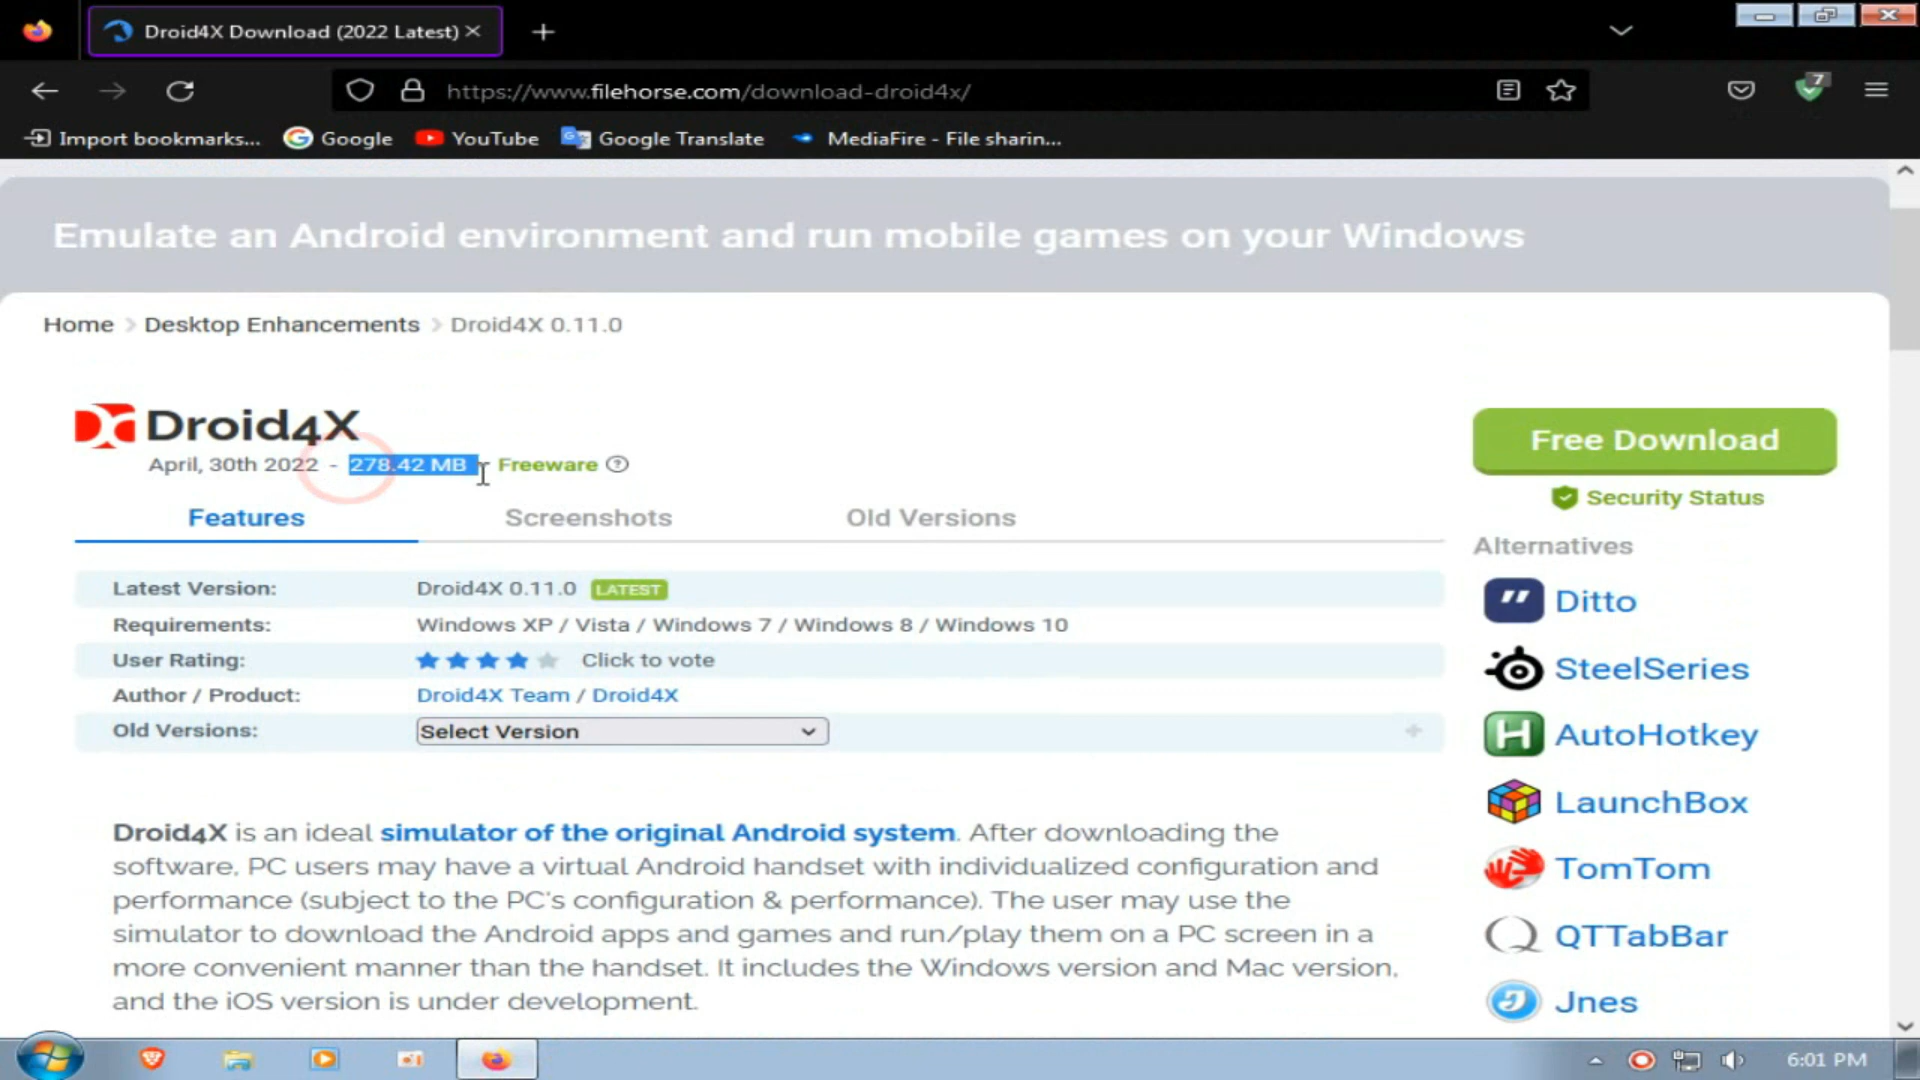 Droid4X Download (2022 Latest)
7
https://www.filehorse.com/download-droid4x/
Import bookmarks... Google YouTube Google Translate MediaFire - File sharin...
Emulate an Android environment and run mobile games on your Windows
Home > Desktop Enhancements > Droid4X 0.11.0
Droid4X
April, 30th 2022 - 278.42 MB Freeware ?
Features Screenshots Old Versions
Latest Version: Droid4X 0.11.0 LATEST
Requirements: Windows XP / Vista / Windows 7 / Windows 8 / Windows 10
User Rating: Click to vote
Author / Product: Droid4X Team / Droid4X
Old Versions: Select Version
Droid4X is an ideal simulator of the original Android system. After downloading the
software, PC users may have a virtual Android handset with individualized configuration and
performance (subject to the PC's configuration & performance). The user may use the
simulator to download the Android apps and games and run/play them on a PC screen in a
more convenient manner than the handset. It includes the Windows version and Mac version,
and the iOS version is under development.
Free Download
Security Status
Alternatives
Ditto
SteelSeries
AutoHotkey
LaunchBox
TomTom
QTTabBar
Jnes
6:01 PM